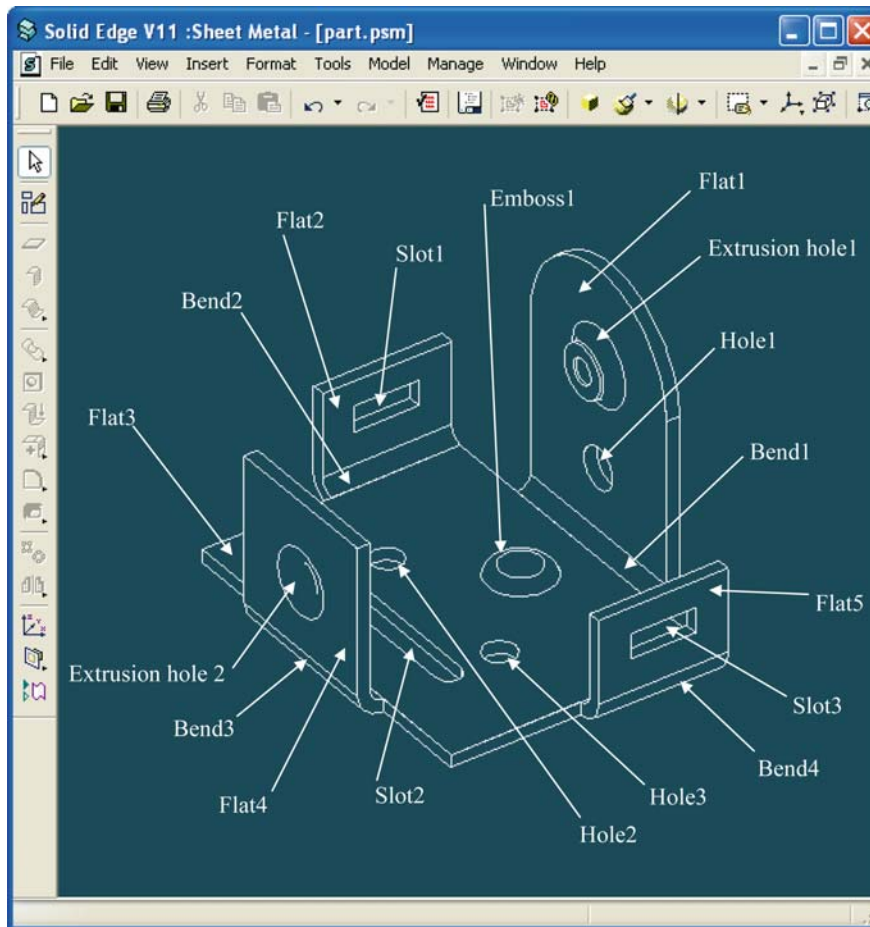 Solid Edge V11 :Sheet Metal - [part.psm]
File Edit View Insert Format Tools Model Manage Window Help
Flat1
Emboss1
Flat2
Extrusion hole1
Slot1
Bend2
Hole1
Flat3
Bend1
Flat5
Extrusion hole 2
Slot3
Bend3
Bend4
Slot2
Hole3
Flat4
Hole2